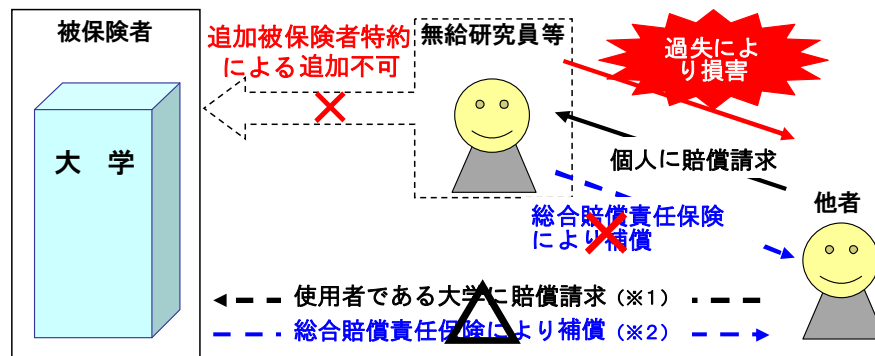 被保険者
大　学
追加被保険者特約
による追加不可
無給研究員等
過失によ
り損害
個人に賠償請求
総合賠償責任保険
により補償
他者
使用者である大学に賠償請求（※1）
総合賠償責任保険により補償（※2）